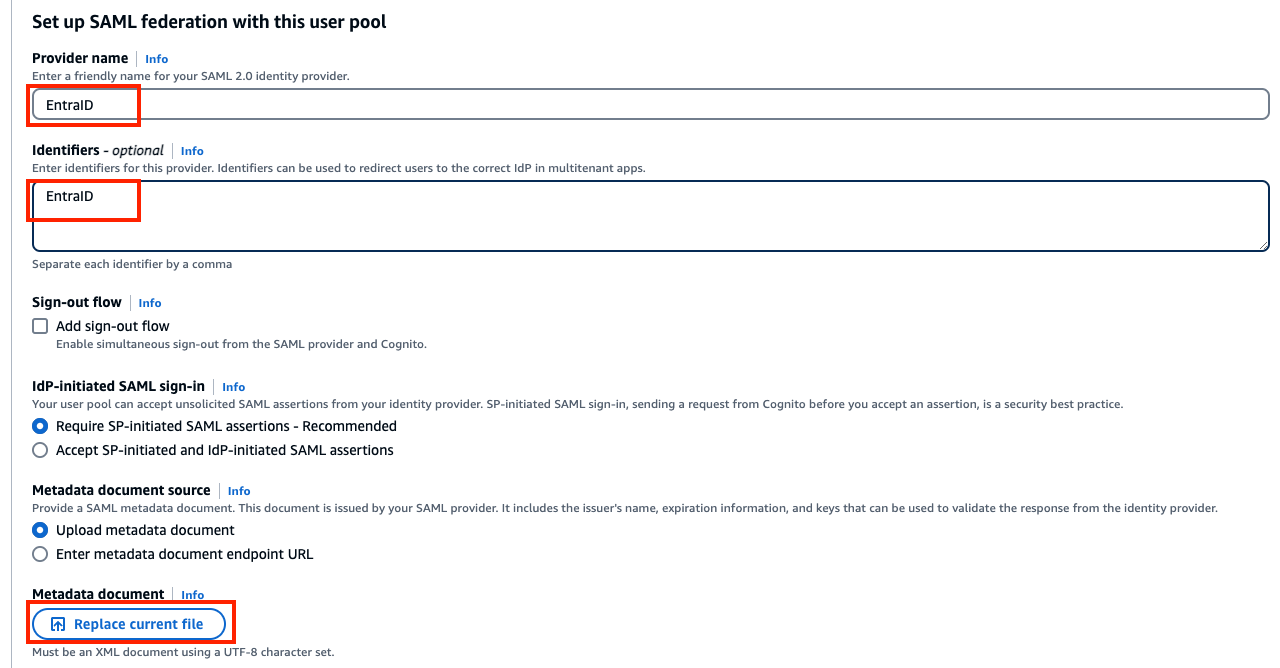 Set up SAML federation with this user pool
Provider name Info
Enter a friendly name for your SAML 2.0 identity provider.
EntraID
Identifiers - optional Info
Enter identifiers for this provider. Identifiers can be used to redirect users to the correct IdP in multitenant apps.
EntraID
Separate each identifier by a comma
Sign-out flow Info
Add sign-out flow
Enable simultaneous sign-out from the SAML provider and Cognito.
IdP-initiated SAML sign-in Info
Your user pool can accept unsolicited SAML assertions from your identity provider. SP-initiated SAML sign-in, sending a request from Cognito before you accept an assertion, is a security best practice.
Require SP-initiated SAML assertions - Recommended
Accept SP-initiated and IdP-initiated SAML assertions
Metadata document source Info
Provide a SAML metadata document. This document is issued by your SAML provider. It includes the issuer's name, expiration information, and keys that can be used to validate the response from the identity provider.
Upload metadata document
Enter metadata document endpoint URL
Metadata document Info
Replace current file
Must be an XML document using a UTF-8 character set.